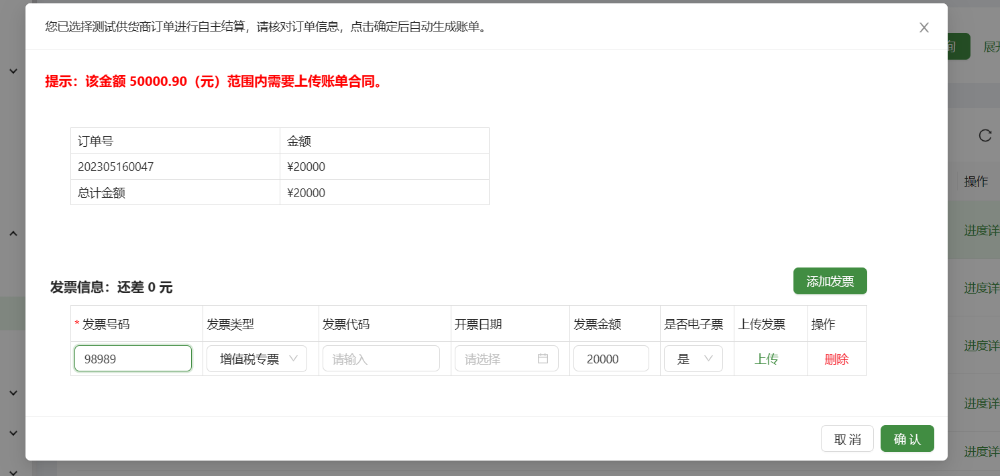 您已选择测试供货商订单进行自主结算，请核对订单信息，点击确定后自动生成账单。
询
展开
提示：该金额 50000.90（元）范围内需要上传账单合同。
订单号 金额
202305160047 ¥20000
总计金额 ¥20000
操作
进度详
进度详
发票信息：还差 0 元
添加发票
* 发票号码 发票类型 发票代码 开票日期 发票金额 是否电子票 上传发票 操作
98989 增值税专票 请输入 请选择 20000 是 上传 删除
进度详
进度详
取 消 确 认
进度详